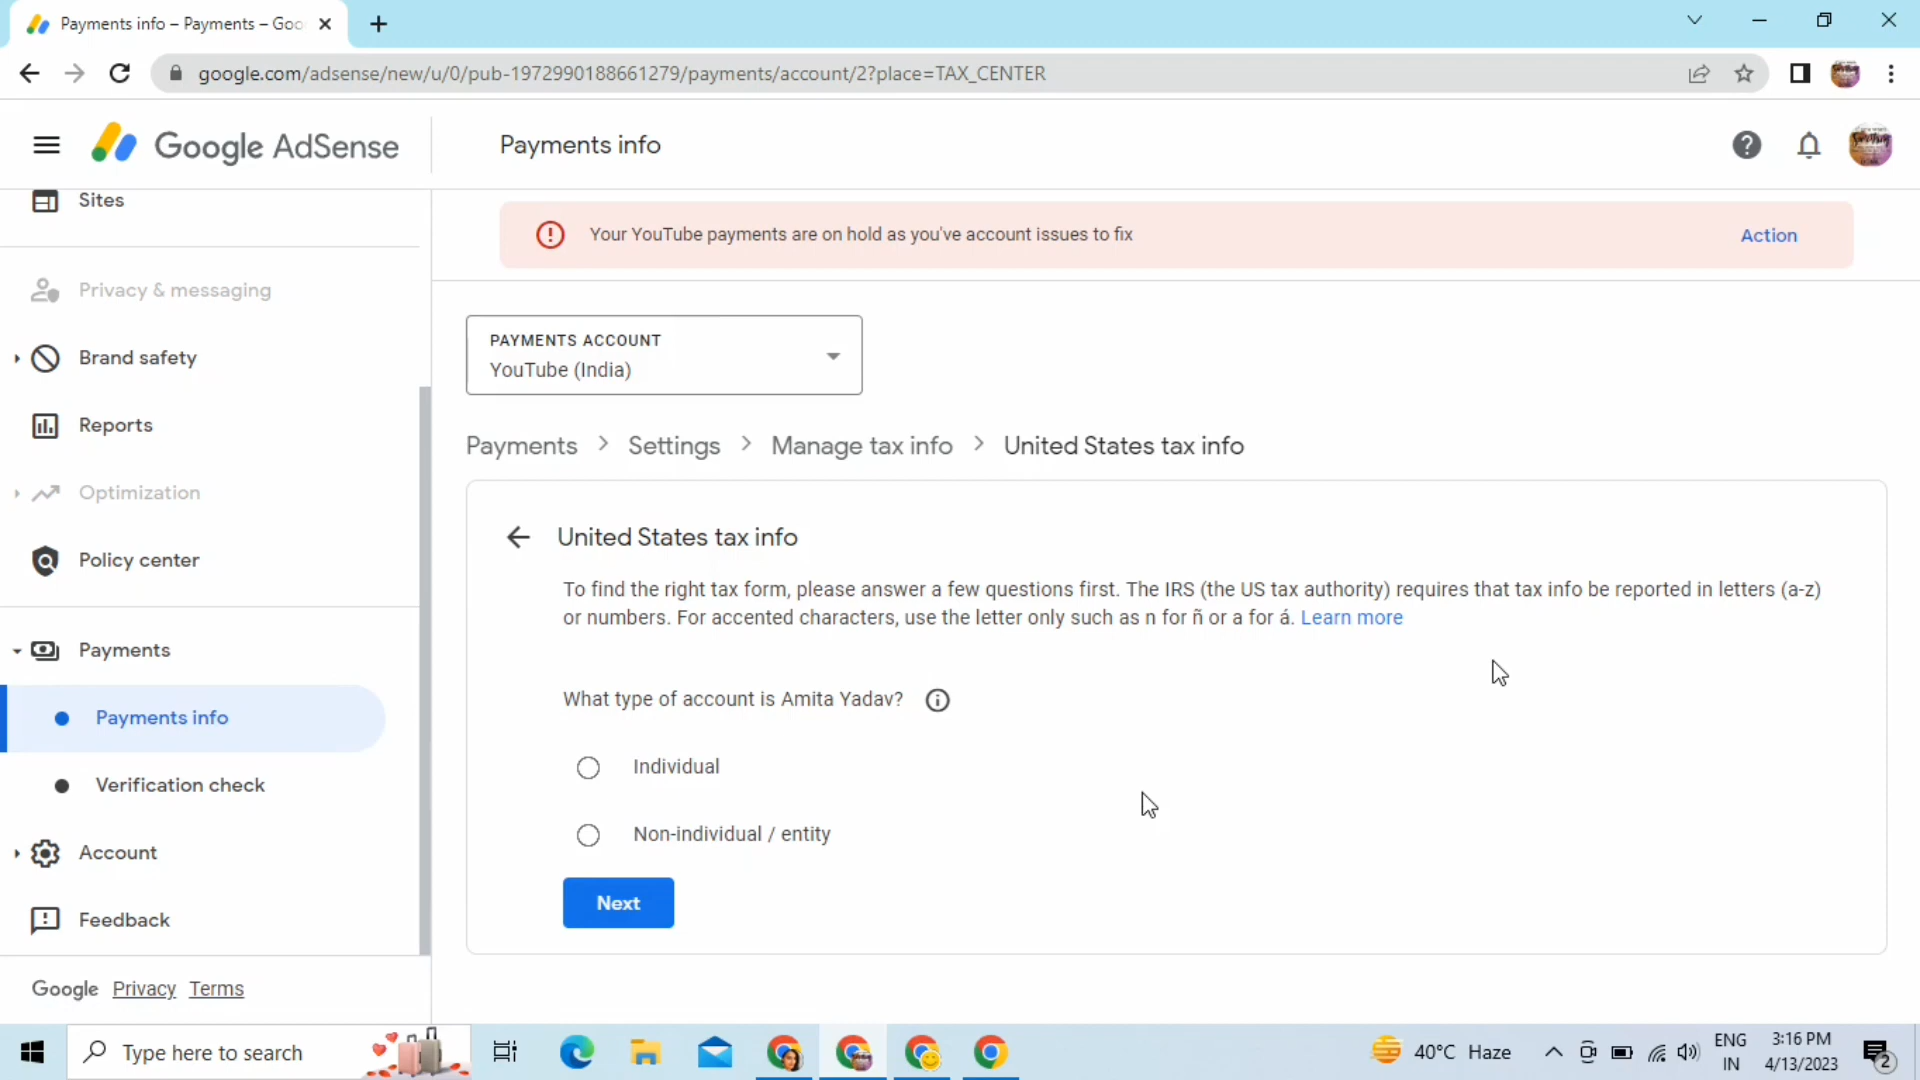 Payments info – Payments – Goo
google.com/adsense/new/u/0/pub-1972990188661279/payments/account/2?place=TAX_CENTER
Google AdSense
Payments info
Sites
Privacy & messaging
Brand safety
Reports
Optimization
Policy center
Payments
Payments info
Verification check
Account
Feedback
Google Privacy Terms
Your YouTube payments are on hold as you've account issues to fix
Action
PAYMENTS ACCOUNT
YouTube (India)
Payments > Settings > Manage tax info > United States tax info
United States tax info
To find the right tax form, please answer a few questions first. The IRS (the US tax authority) requires that tax info be reported in letters (a-z)
or numbers. For accented characters, use the letter only such as n for ñ or a for á. Learn more
What type of account is Amita Yadav?
Individual
Non-individual / entity
Next
Type here to search
40°C Haze
ENG
IN
3:16 PM
4/13/2023
2